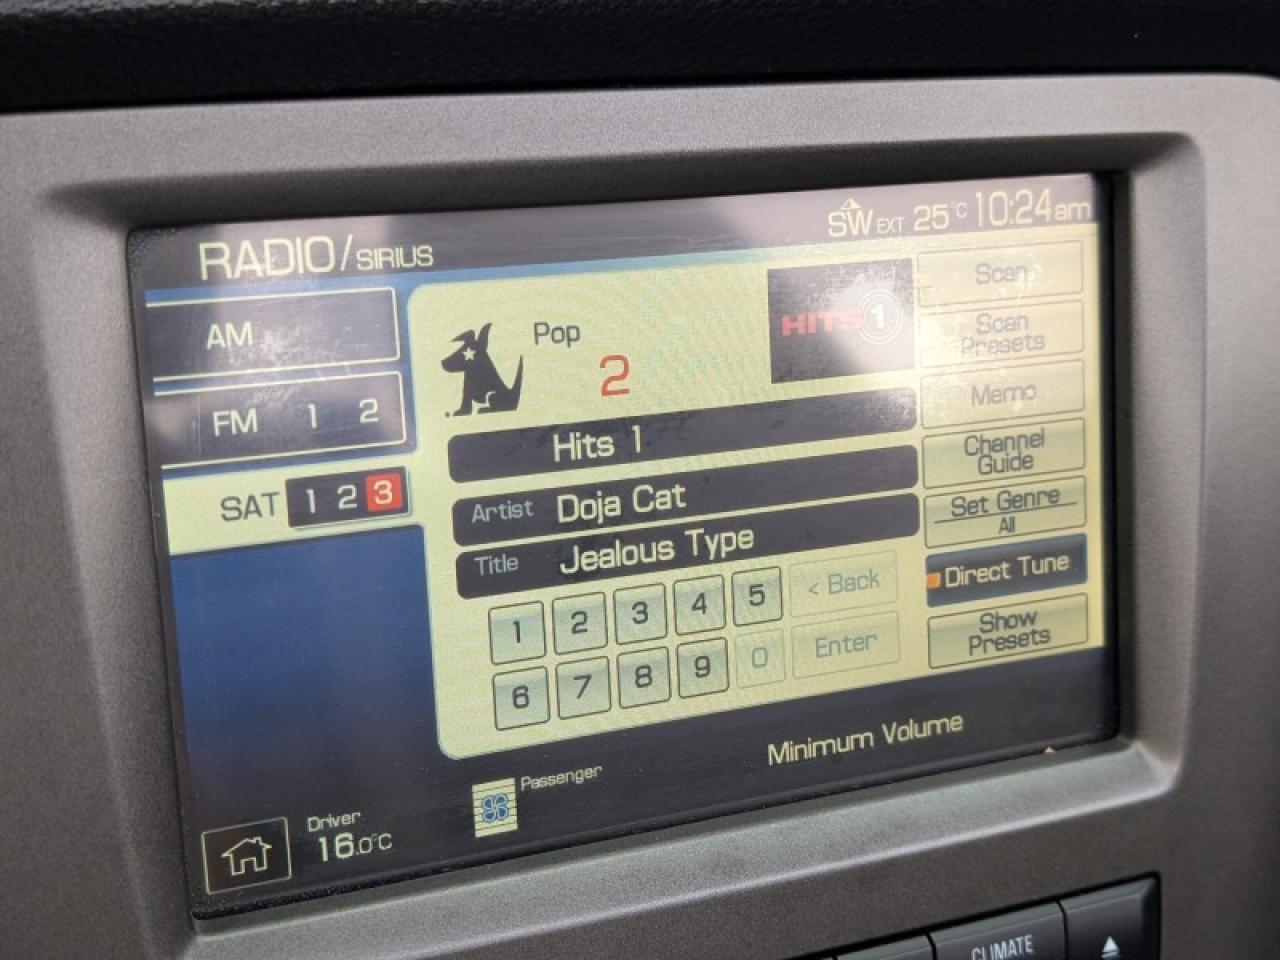 RADIO/SIRIUS
SW EXT 25°C 10:24am
AM
FM 1 2
SAT 1 2 3
Pop
2
HITS 1
Hits 1
Artist Doja Cat
Title Jealous Type
1 2 3 4 5 < Back
6 7 8 9 0 Enter
Scan
Scan
Presets
Memo
Channel
Guide
Set Genre
All
Direct Tune
Show
Presets
Minimum Volume
Passenger
Driver
16.0°C
CLIMATE